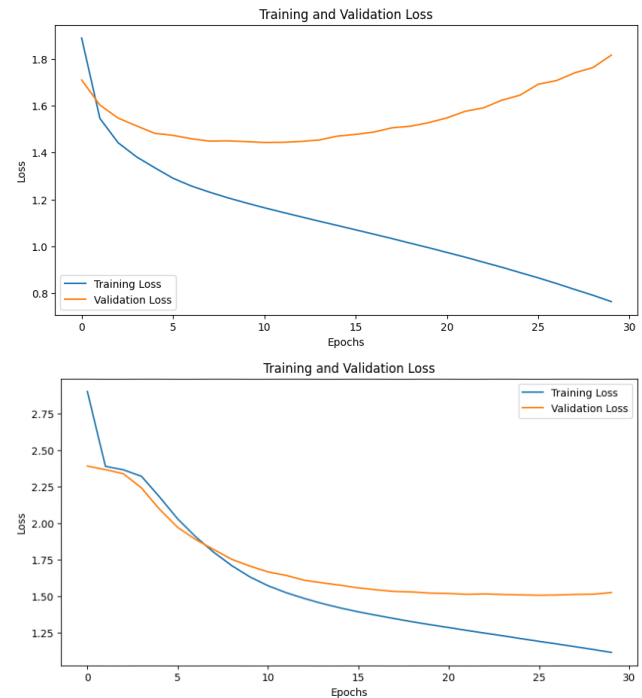 Training and Validation Loss
1.8
1.6
1.4
1.2
1.0
0.8
Loss
Training Loss
Validation Loss
0 5 10 15 20 25 30
Epochs
Training and Validation Loss
2.75
2.50
2.25
2.00
1.75
1.50
1.25
Loss
Training Loss
Validation Loss
0 5 10 15 20 25 30
Epochs